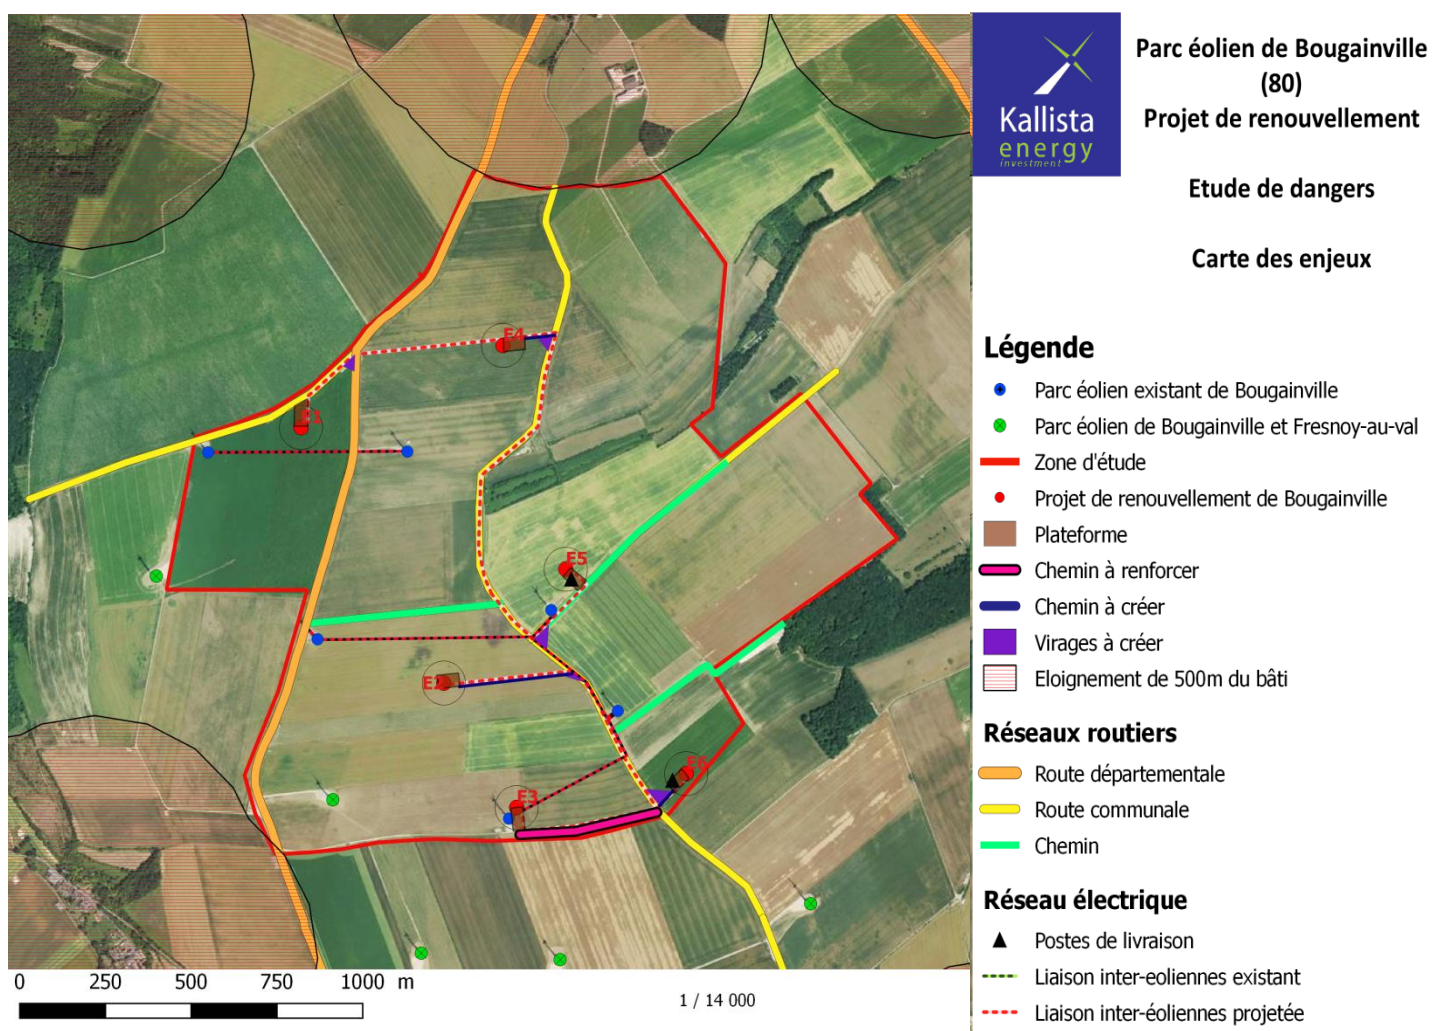 Kallista
energy
investment
Parc éolien de Bougainville
(80)
Projet de renouvellement
Etude de dangers
Carte des enjeux
Légende
Parc éolien existant de Bougainville
Parc éolien de Bougainville et Fresnoy-au-val
Zone d'étude
Projet de renouvellement de Bougainville
Plateforme
Chemin à renforcer
Chemin à créer
Virages à créer
Eloignement de 500m du bâti
Réseaux routiers
Route départementale
Route communale
Chemin
Réseau électrique
Postes de livraison
Liaison inter-eoliennes existant
Liaison inter-éoliennes projetée
E4
E1
E5
E2
E6
E3
0 250 500 750 1000 m
1 / 14 000